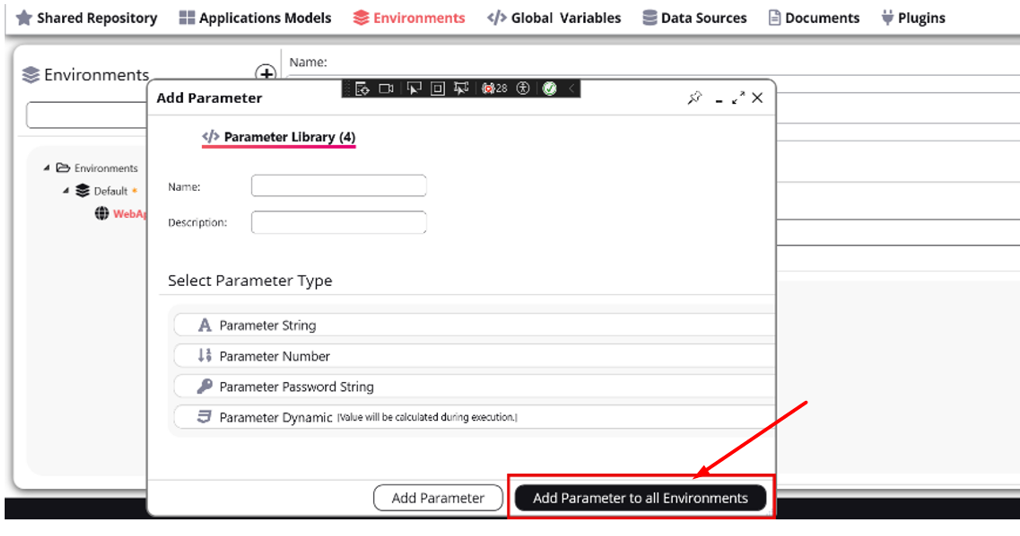 Shared Repository Applications Models Environments </> Global Variables Data Sources Documents Plugins
Environments
Name:
28
Add Parameter
</> Parameter Library (4)
Environments
Default
WebAp
Name:
Description:
Select Parameter Type
A Parameter String
Parameter Number
Parameter Password String
Parameter Dynamic (Value will be calculated during execution.)
Add Parameter Add Parameter to all Environments